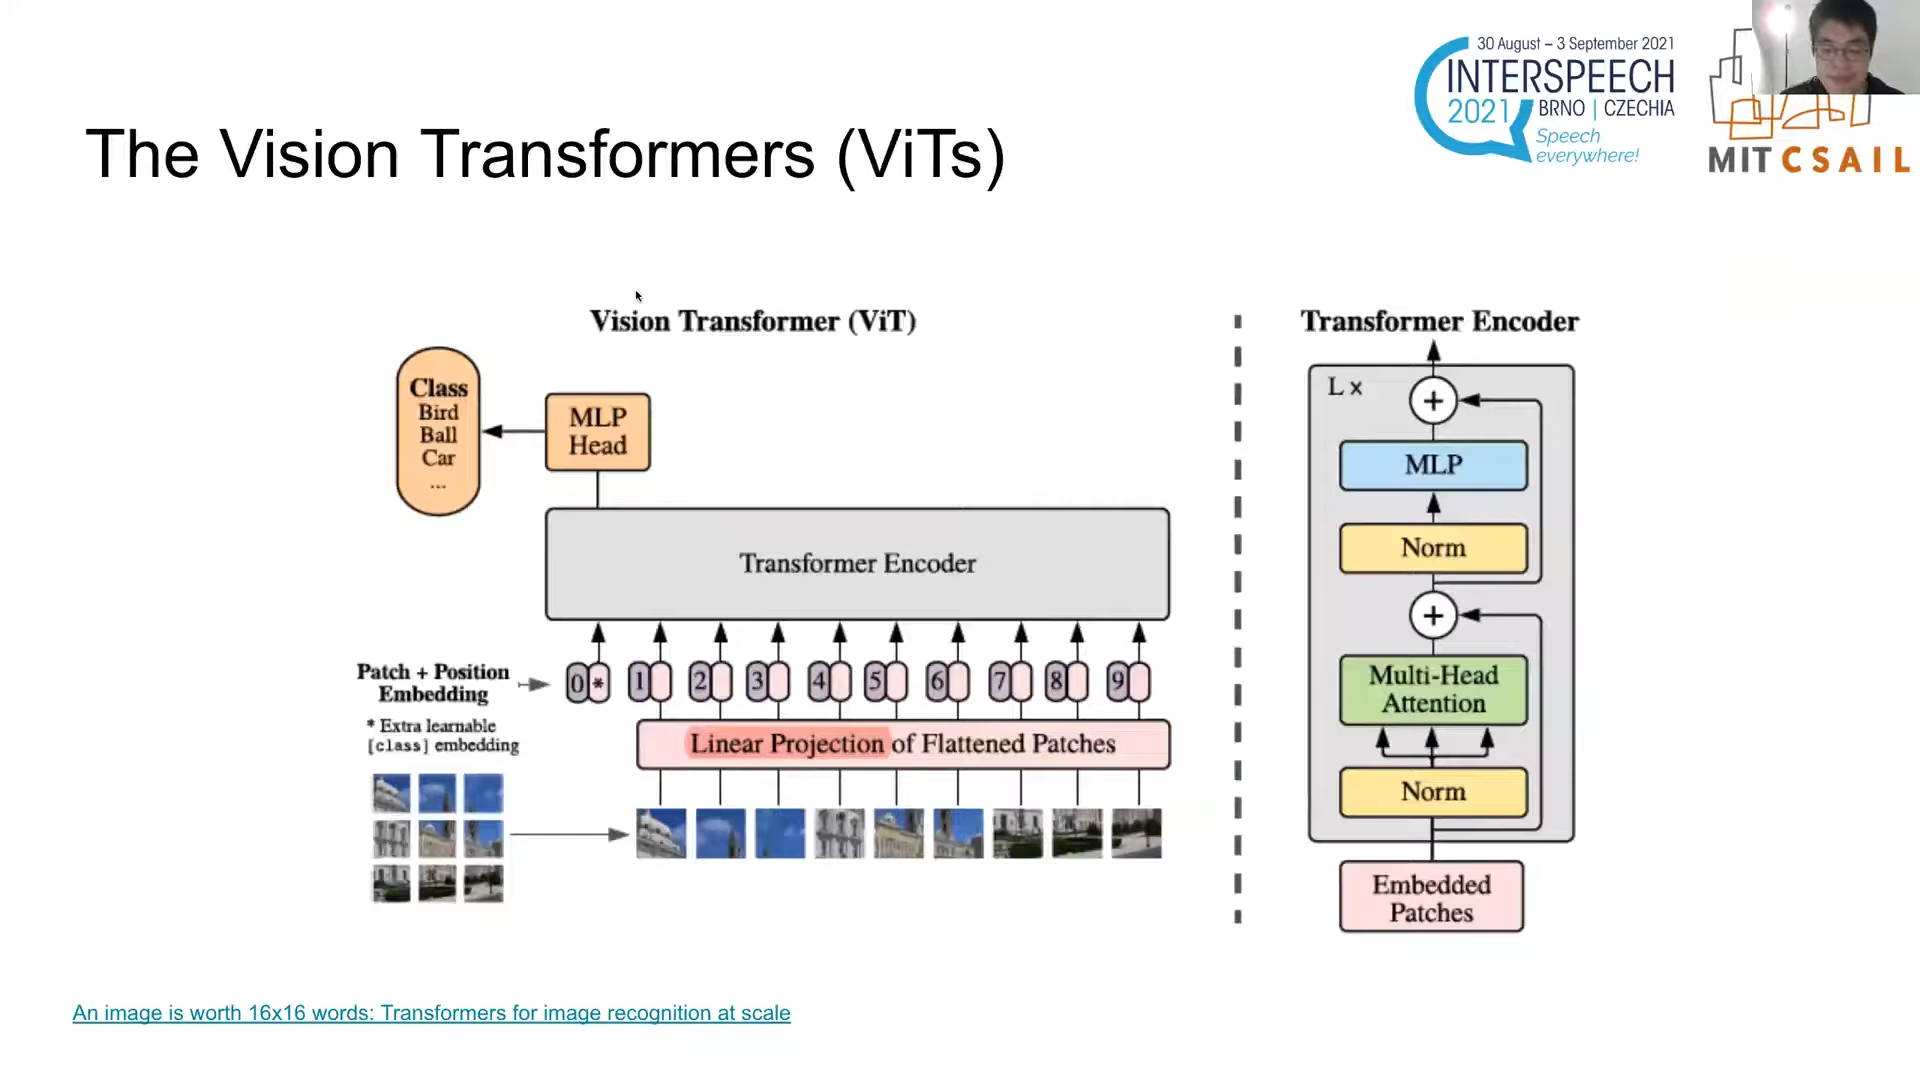 30 August – 3 September 2021
INTERSPEECH
2021 BRNO | CZECHIA
Speech
everywhere!
MIT CSAIL
The Vision Transformers (ViTs)
Vision Transformer (ViT)
Class
Bird
Ball
Car
...
MLP
Head
Transformer Encoder
Patch + Position
Embedding
0 * 1 2 3 4 5 6 7 8 9
* Extra learnable
[class] embedding
Linear Projection of Flattened Patches
Transformer Encoder
L x
+
MLP
Norm
+
Multi-Head
Attention
Norm
Embedded
Patches
An image is worth 16x16 words: Transformers for image recognition at scale